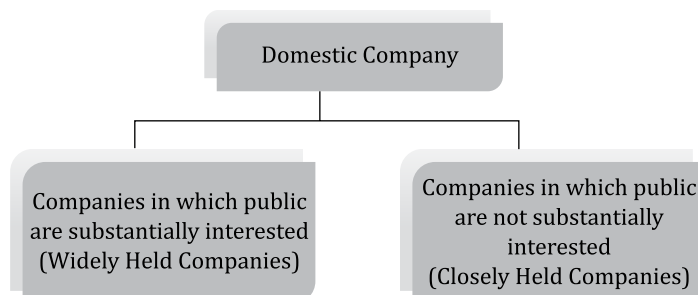 Domestic Company
Companies in which public
are substantially interested
(Widely Held Companies)
Companies in which public
are not substantially
interested
(Closely Held Companies)